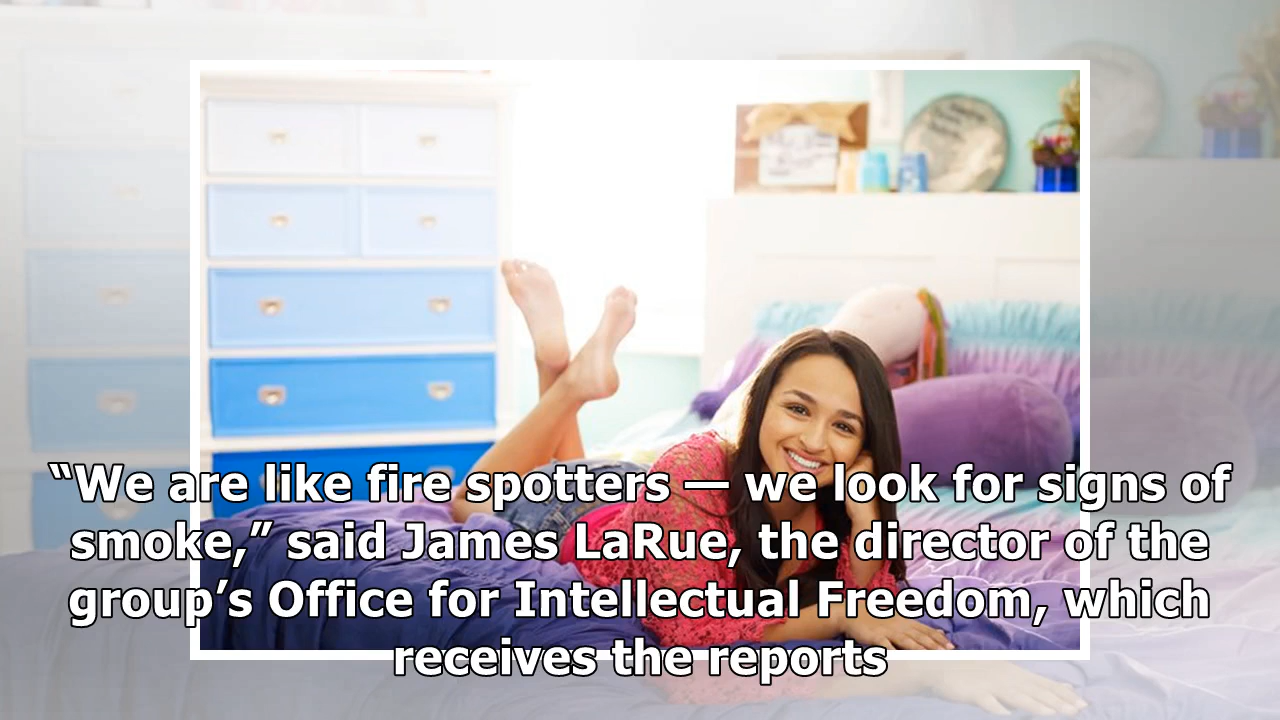 “We are like fire spotters — we look for signs of
smoke,” said James LaRue, the director of the
group’s Office for Intellectual Freedom, which
receives the reports